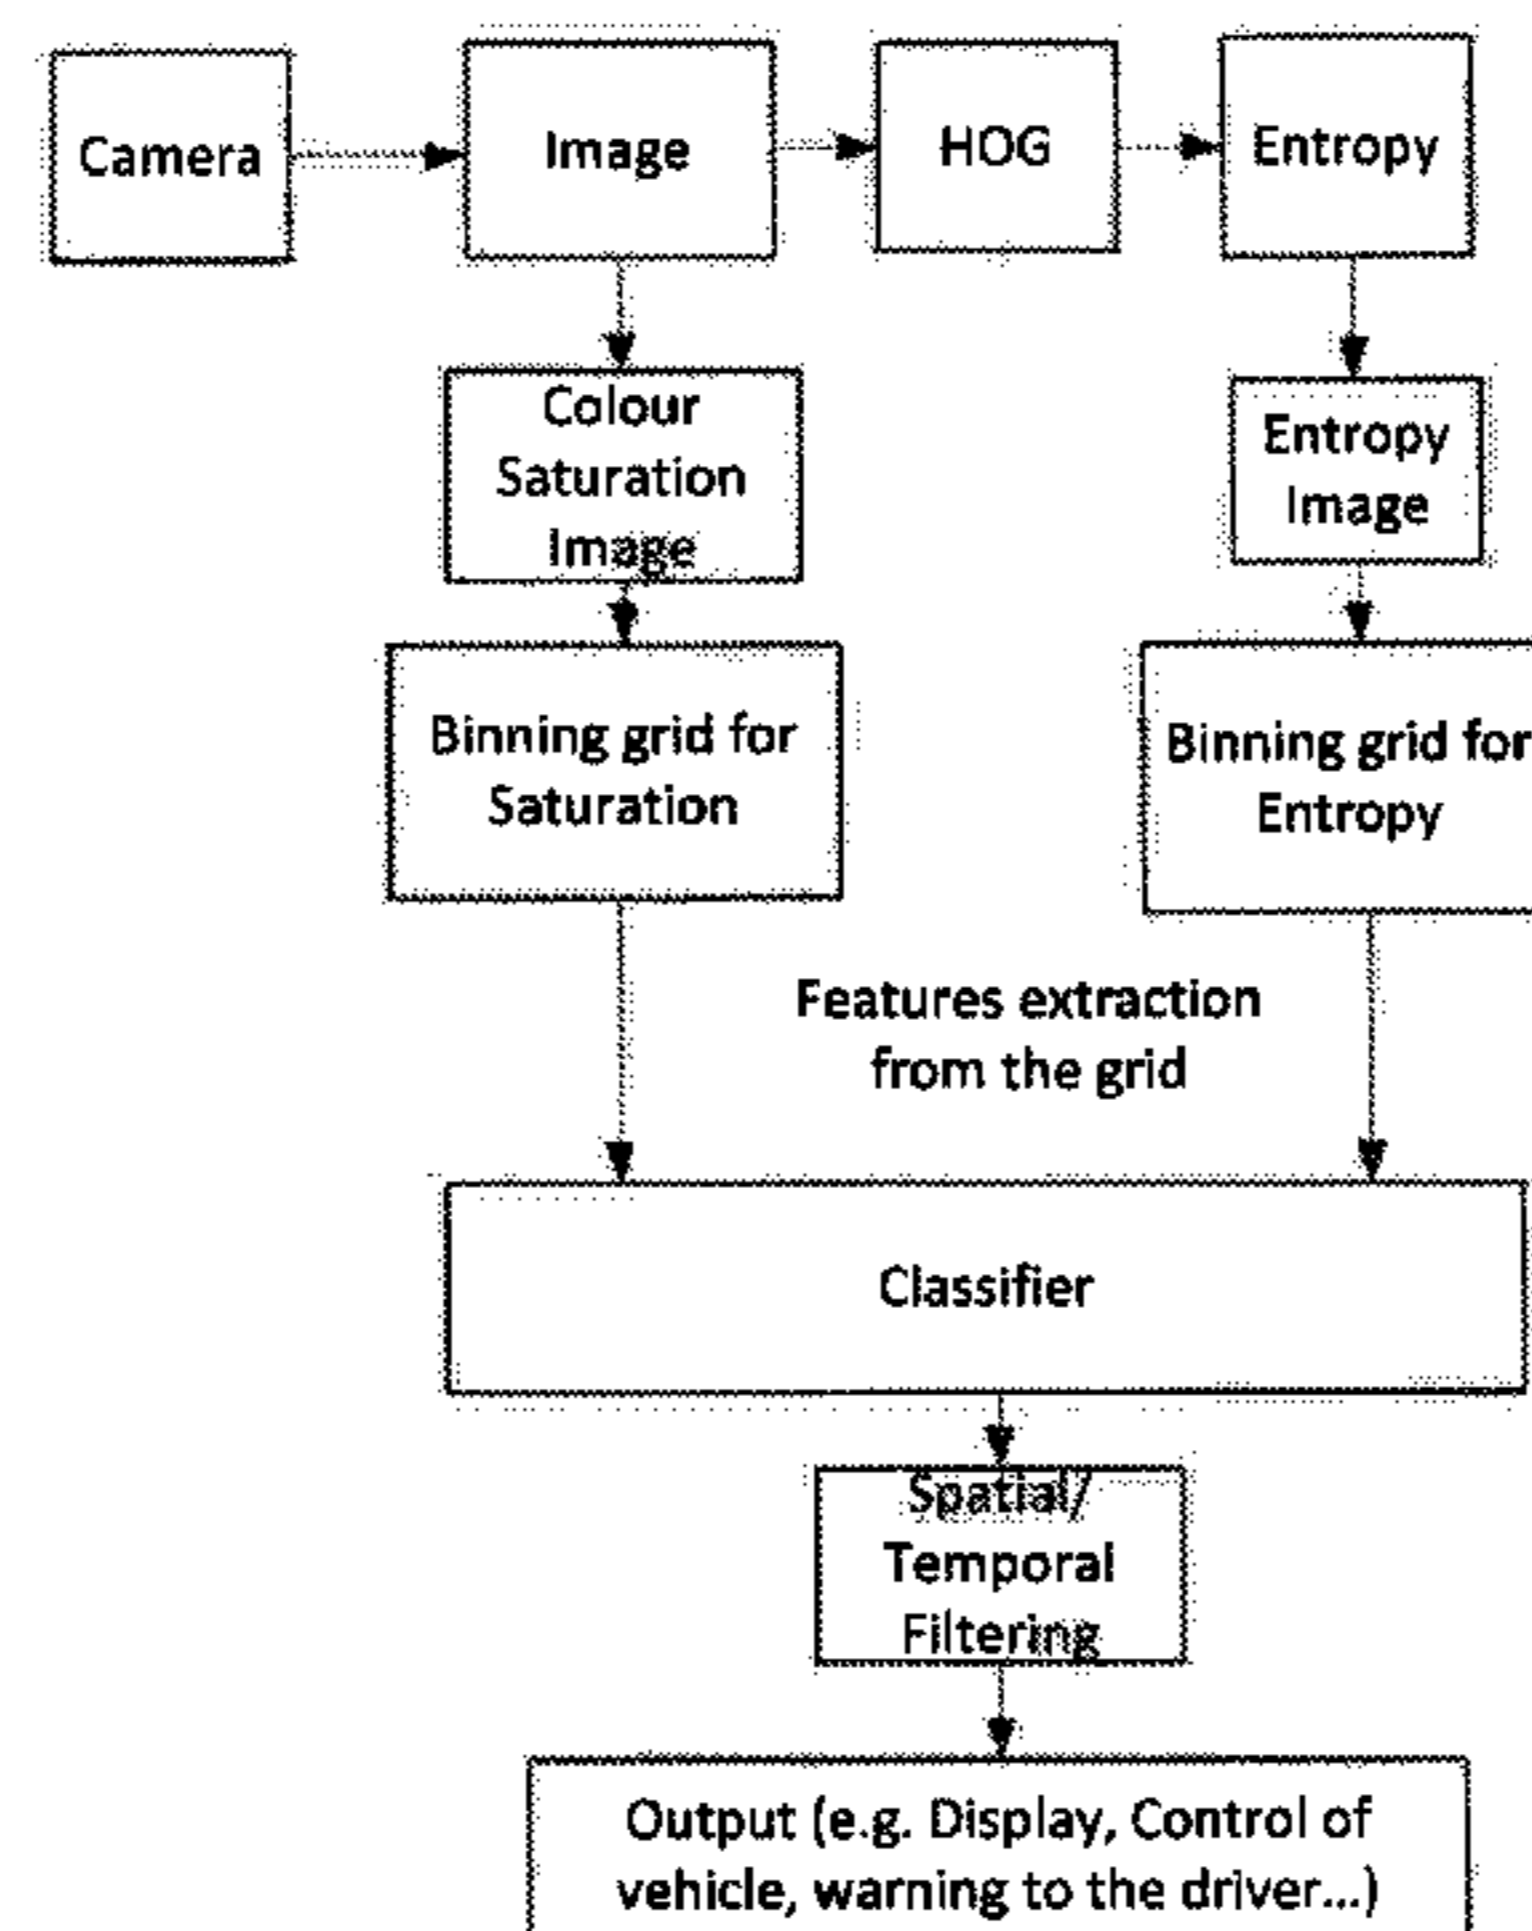 Camera
Image
HOG
Entropy
Colour
Saturation
Image
Entropy
Image
Binning grid for
Saturation
Binning grid for
Entropy
Features extraction
from the grid
Classifier
Spatial/
Temporal
Filtering
Output (e.g. Display, Control of
vehicle, warning to the driver...)